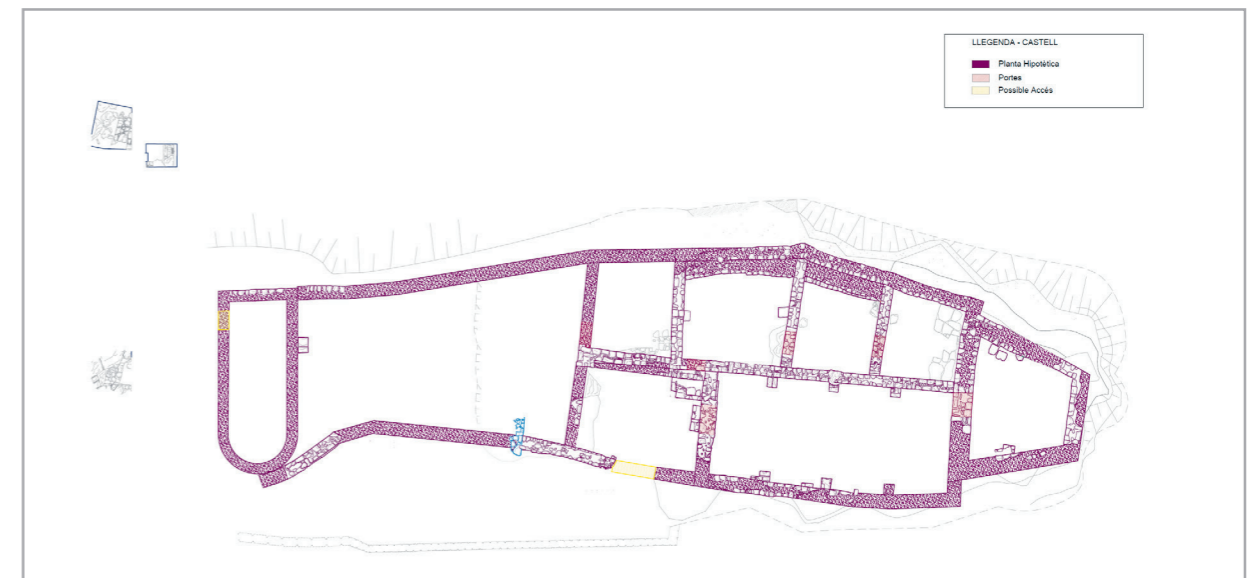 LLEGENDA - CASTELL
Planta Hipotètica
Portes
Possible Accés